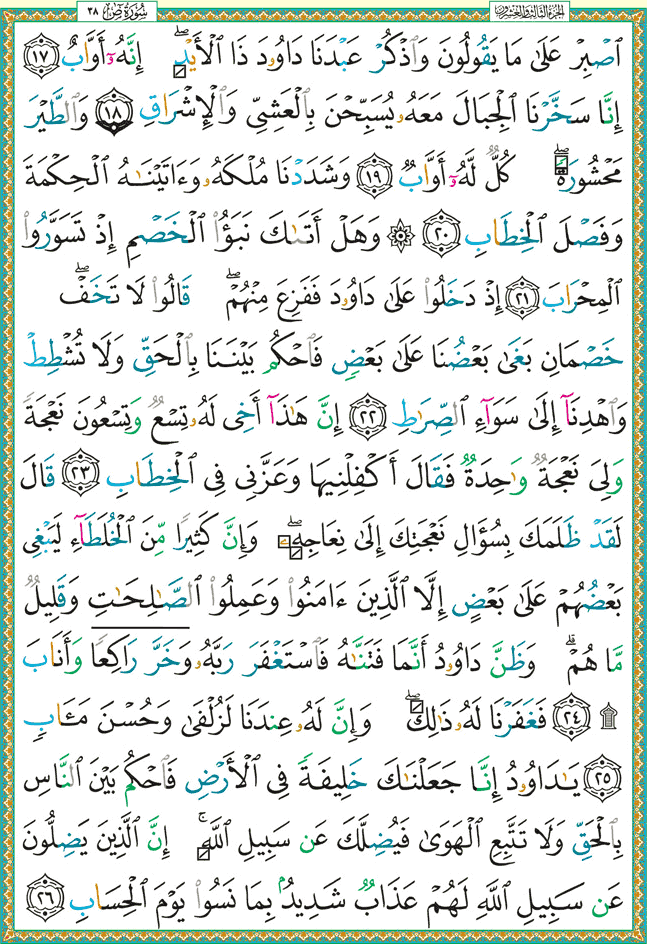 الجزء الثالث والعشرون
سورة ص ٣٨
ٱصۡبِرۡ عَلَىٰ مَا يَقُولُونَ وَٱذۡكُرۡ عَبۡدَنَا دَاوُۥدَ ذَا ٱلۡأَيۡدِۖ إِنَّهُۥٓ أَوَّابٌ ١٧
إِنَّا سَخَّرۡنَا ٱلۡجِبَالَ مَعَهُۥ يُسَبِّحۡنَ بِٱلۡعَشِيِّ وَٱلۡإِشۡرَاقِ ١٨ وَٱلطَّيۡرَ
مَحۡشُورَةٗۖ كُلّٞ لَّهُۥٓ أَوَّابٞ ١٩ وَشَدَدۡنَا مُلۡكَهُۥ وَءَاتَيۡنَٰهُ ٱلۡحِكۡمَةَ
وَفَصۡلَ ٱلۡخِطَابِ ٢٠ ۞ وَهَلۡ أَتَىٰكَ نَبَؤُاْ ٱلۡخَصۡمِ إِذۡ تَسَوَّرُواْ
ٱلۡمِحۡرَابَ ٢١ إِذۡ دَخَلُواْ عَلَىٰ دَاوُۥدَ فَفَزِعَ مِنۡهُمۡۖ قَالُواْ لَا تَخَفۡۖ
خَصۡمَانِ بَغَىٰ بَعۡضُنَا عَلَىٰ بَعۡضٖ فَٱحۡكُم بَيۡنَنَا بِٱلۡحَقِّ وَلَا تُشۡطِطۡ
وَٱهۡدِنَآ إِلَىٰ سَوَآءِ ٱلصِّرَٰطِ ٢٢ إِنَّ هَٰذَآ أَخِي لَهُۥ تِسۡعٞ وَتِسۡعُونَ نَعۡجَةٗ
وَلِيَ نَعۡجَةٞ وَٰحِدَةٞ فَقَالَ أَكۡفِلۡنِيهَا وَعَزَّنِي فِي ٱلۡخِطَابِ ٢٣ قَالَ
لَقَدۡ ظَلَمَكَ بِسُؤَالِ نَعۡجَتِكَ إِلَىٰ نِعَاجِهِۦۖ وَإِنَّ كَثِيرٗا مِّنَ ٱلۡخُلَطَآءِ لَيَبۡغِي
بَعۡضُهُمۡ عَلَىٰ بَعۡضٍ إِلَّا ٱلَّذِينَ ءَامَنُواْ وَعَمِلُواْ ٱلصَّٰلِحَٰتِ وَقَلِيلٞ
مَّا هُمۡۗ وَظَنَّ دَاوُۥدُ أَنَّمَا فَتَنَّٰهُ فَٱسۡتَغۡفَرَ رَبَّهُۥ وَخَرَّۤ رَاكِعٗاۤ وَأَنَابَ
۩ ٢٤ فَغَفَرۡنَا لَهُۥ ذَٰلِكَۖ وَإِنَّ لَهُۥ عِندَنَا لَزُلۡفَىٰ وَحُسۡنَ مَـَٔابٖ
٢٥ يَٰدَاوُۥدُ إِنَّا جَعَلۡنَٰكَ خَلِيفَةٗ فِي ٱلۡأَرۡضِ فَٱحۡكُم بَيۡنَ ٱلنَّاسِ
بِٱلۡحَقِّ وَلَا تَتَّبِعِ ٱلۡهَوَىٰ فَيُضِلَّكَ عَن سَبِيلِ ٱللَّهِۚ إِنَّ ٱلَّذِينَ يَضِلُّونَ
عَن سَبِيلِ ٱللَّهِ لَهُمۡ عَذَابٞ شَدِيدُۢ بِمَا نَسُواْ يَوۡمَ ٱلۡحِسَابِ ٢٦